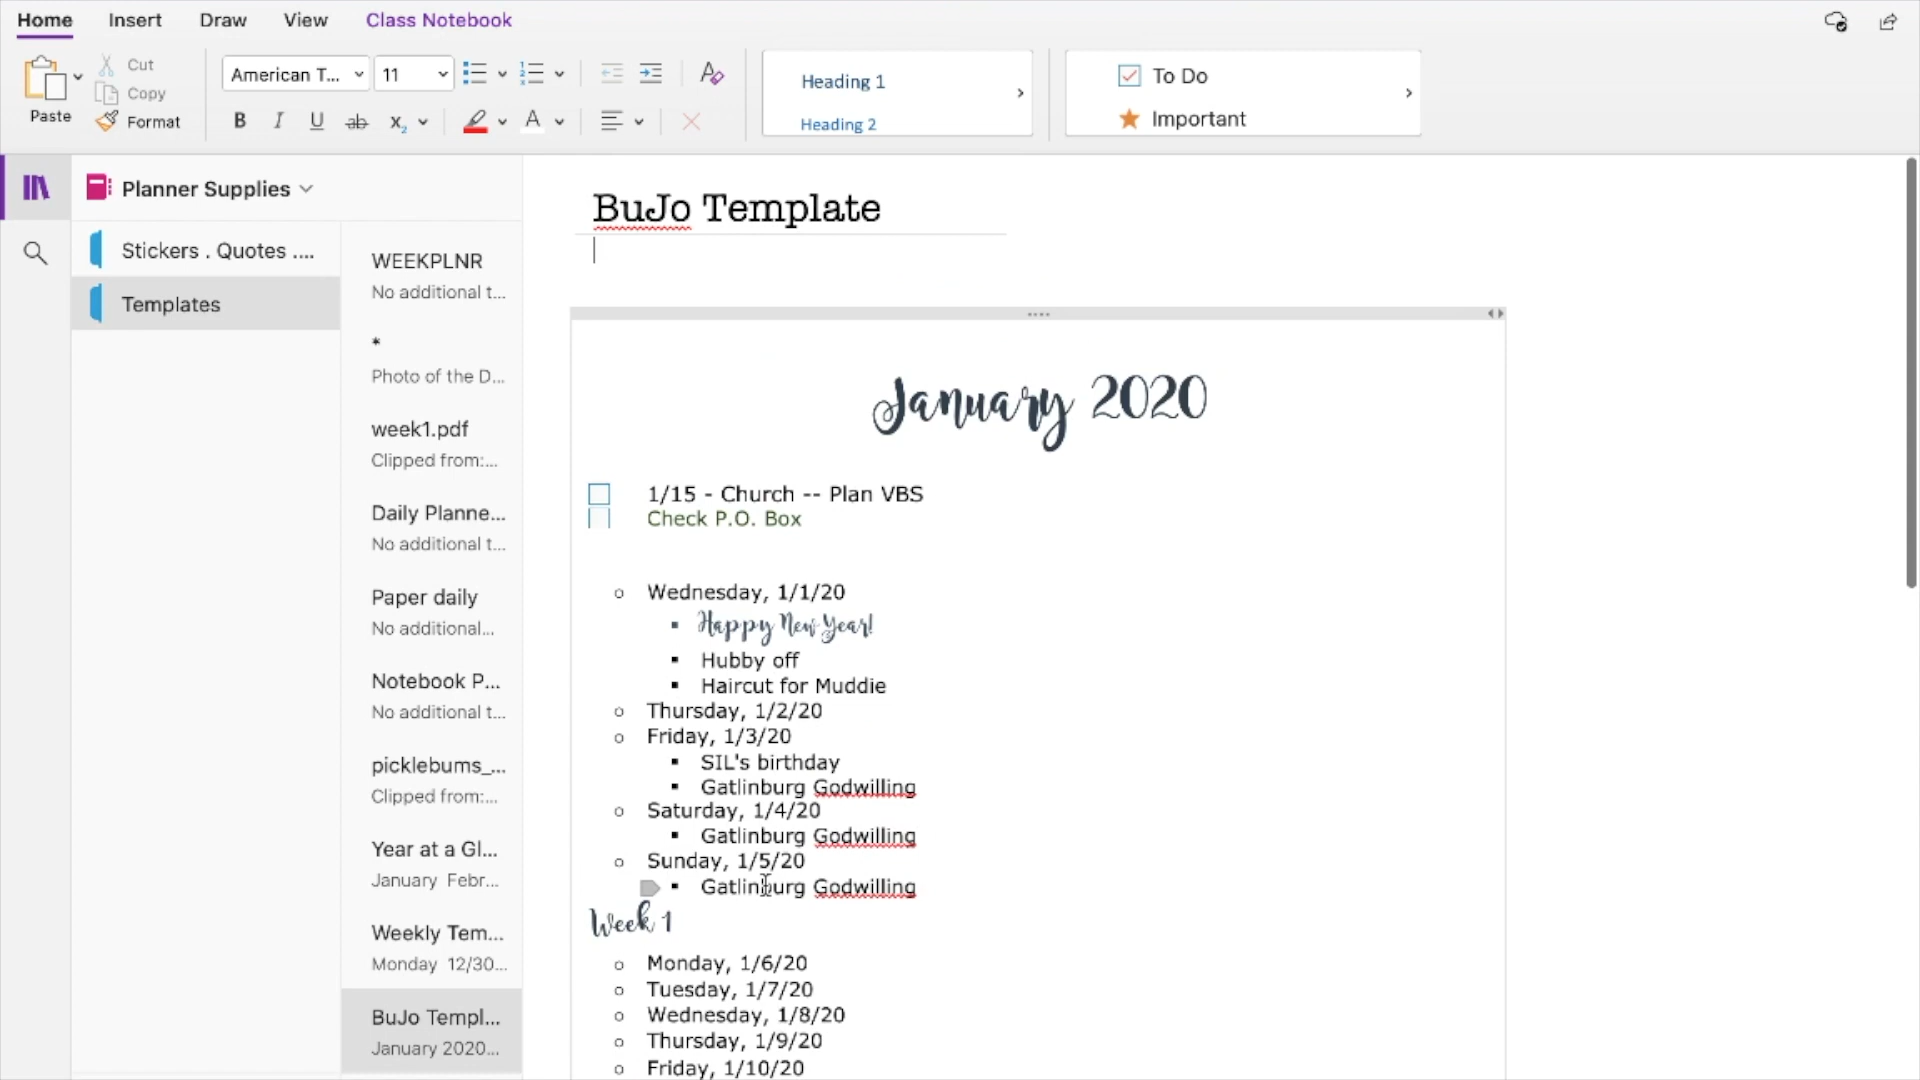 Home Insert Draw View Class Notebook
Paste
Cut
Copy
Format
American T... 11
B I U ab x₂ A
Heading 1
Heading 2
To Do
Important
Planner Supplies
Stickers . Quotes ....
Templates
WEEKPLNR
No additional t...
*
Photo of the D...
week1.pdf
Clipped from:...
Daily Planne...
No additional t...
Paper daily
No additional...
Notebook P...
No additional t...
picklebums_...
Clipped from:...
Year at a Gl...
January Febr...
Weekly Tem...
Monday 12/30...
BuJo Templ...
January 2020...
BuJo Template
January 2020
1/15 - Church -- Plan VBS
Check P.O. Box
Wednesday, 1/1/20
Happy New Year!
Hubby off
Haircut for Muddie
Thursday, 1/2/20
Friday, 1/3/20
SIL's birthday
Gatlinburg Godwilling
Saturday, 1/4/20
Gatlinburg Godwilling
Sunday, 1/5/20
Gatlinburg Godwilling
Week 1
Monday, 1/6/20
Tuesday, 1/7/20
Wednesday, 1/8/20
Thursday, 1/9/20
Friday, 1/10/20